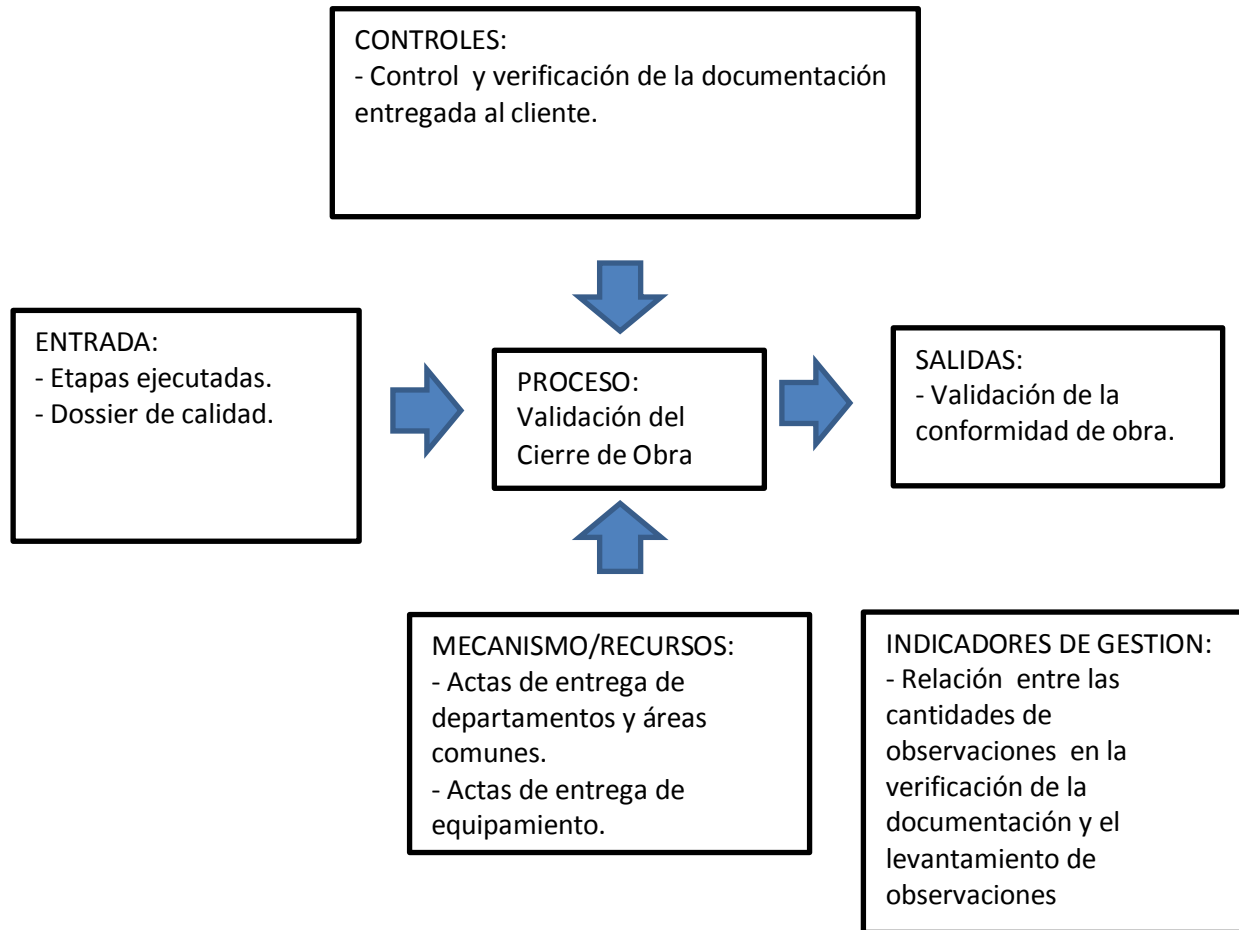 CONTROLES:
- Control  y verificación de la documentación
entregada al cliente.
ENTRADA:
- Etapas ejecutadas.
- Dossier de calidad.
PROCESO:
Validación del
Cierre de Obra
SALIDAS:
- Validación de la
conformidad de obra.
MECANISMO/RECURSOS:
- Actas de entrega de
departamentos y áreas
comunes.
- Actas de entrega de
equipamiento.
INDICADORES DE GESTION:
- Relación  entre las
cantidades de
observaciones  en la
verificación de la
documentación y el
levantamiento de
observaciones